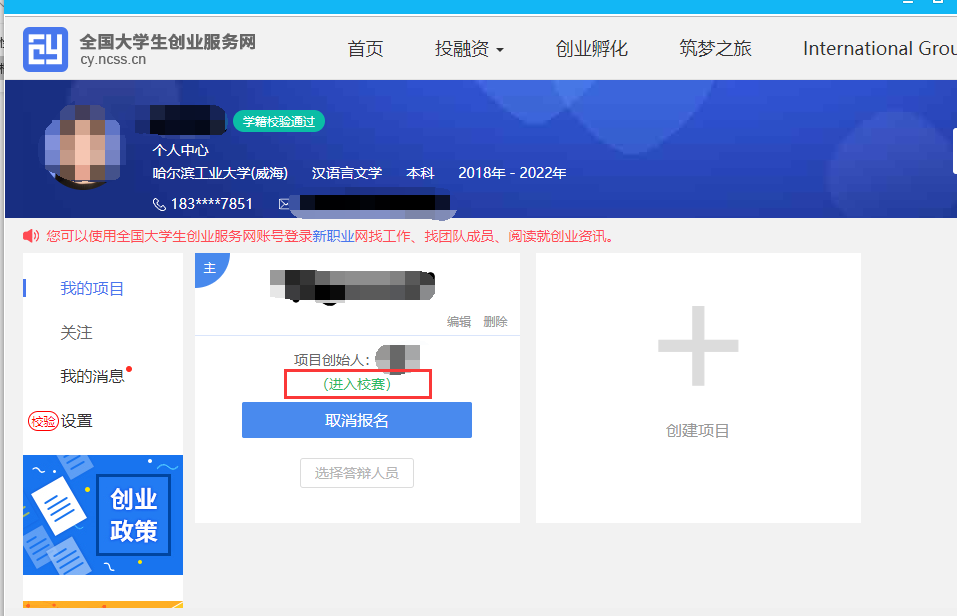 全国大学生创业服务网
cy.ncss.cn
首页 投融资 创业孵化 筑梦之旅 International Grou
学籍校验通过
个人中心
哈尔滨工业大学(威海) 汉语言文学 本科 2018年 - 2022年
183****7851
您可以使用全国大学生创业服务网账号登录新职业网找工作、找团队成员、阅读就创业资讯。
我的项目
关注
我的消息
校验 设置
创业
政策
主
编辑 删除
项目创始人:
(进入校赛)
取消报名
选择答辩人员
创建项目